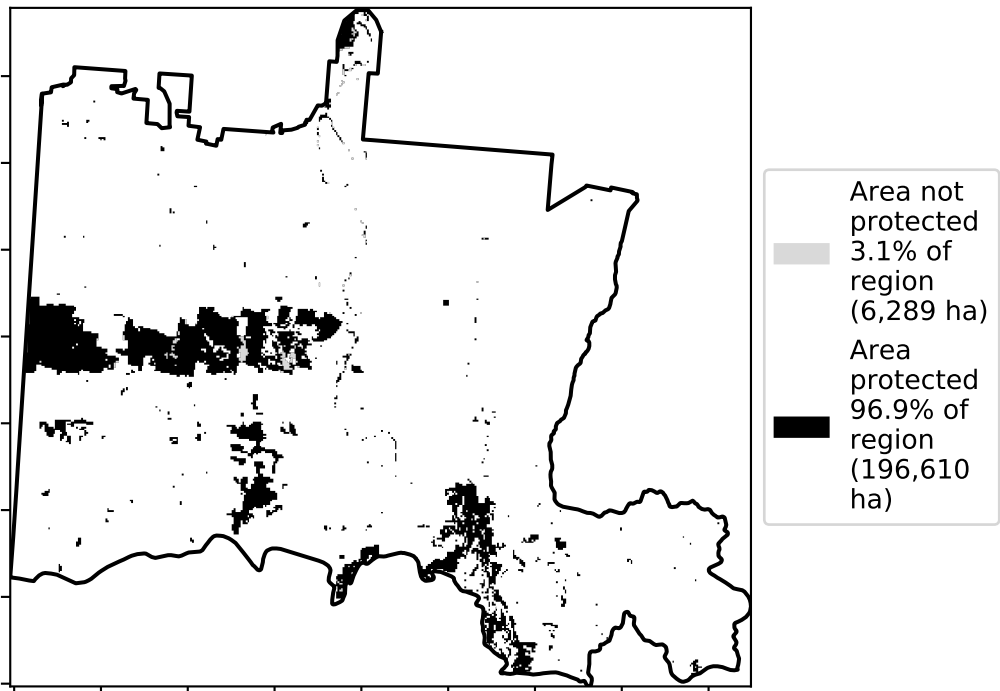 Area not
protected
3.1% of
region
(6,289 ha)
Area
protected
96.9% of
region
(196,610
ha)